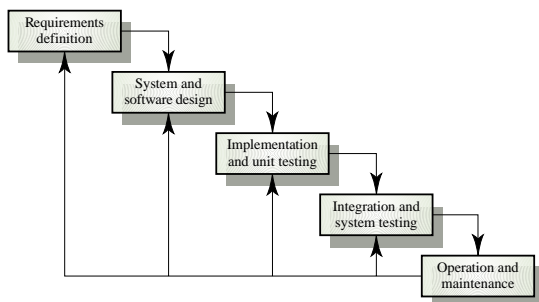 Requirements
definition
System and
software design
Implementation
and unit testing
Integration and
system testing
Operation and
maintenance